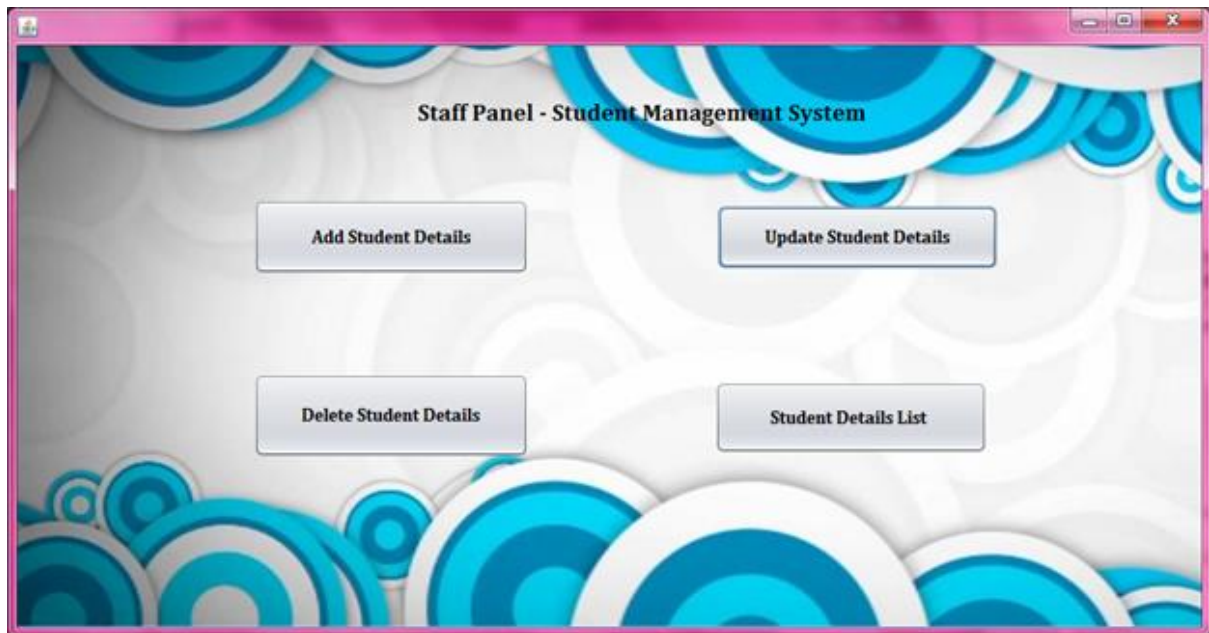 Staff Panel - Student Management System
Add Student Details
Update Student Details
Delete Student Details
Student Details List